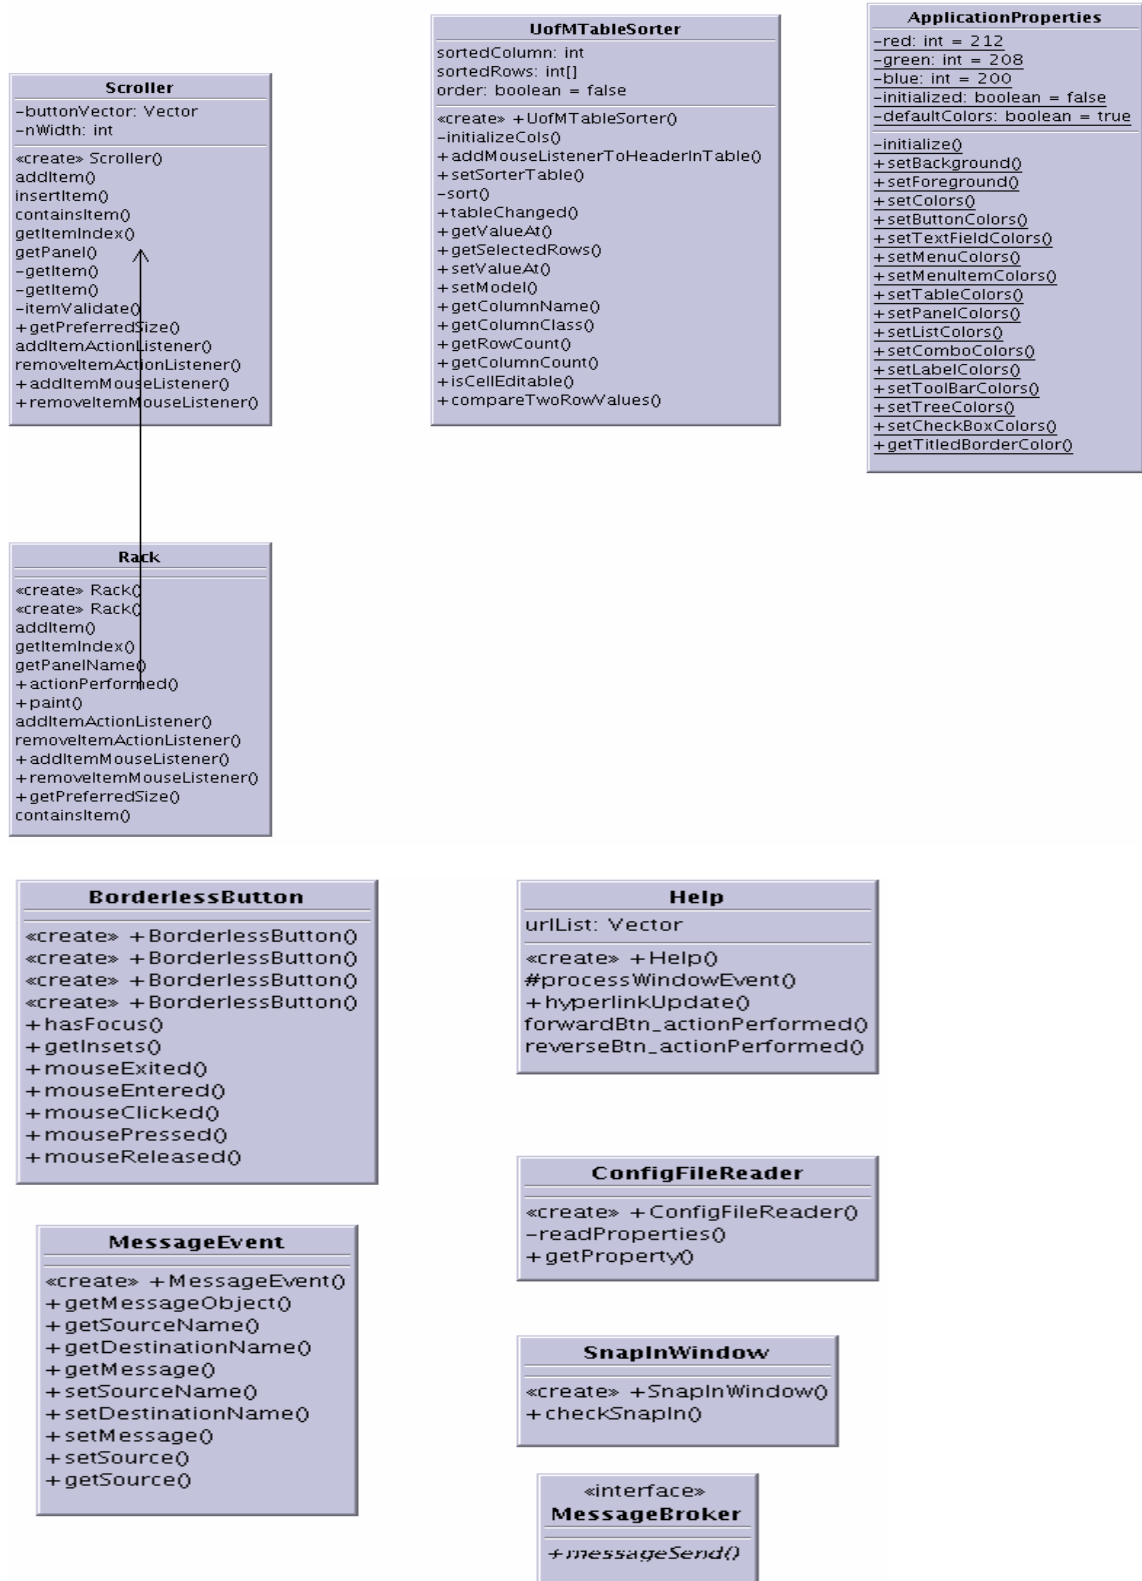 Scroller
-buttonVector: Vector
-nWidth: int
«create» Scroller()
addItem()
insertItem()
containsItem()
getItemIndex()
getPanel()
-getItem()
-getItem()
-itemValidate()
+getPreferredSize()
addItemActionListener()
removeItemActionListener()
+addItemMouseListener()
+removeItemMouseListener()
UofMTableSorter
sortedColumn: int
sortedRows: int[]
order: boolean = false
«create» +UofMTableSorter()
-initializeCols()
+addMouseListenerToHeaderInTable()
+setSorterTable()
-sort()
+tableChanged()
+getValueAt()
+getSelectedRows()
+setValueAt()
+setModel()
+getColumnName()
+getColumnClass()
+getRowCount()
+getColumnCount()
+isCellEditable()
+compareTwoRowValues()
ApplicationProperties
-red: int = 212
-green: int = 208
-blue: int = 200
-initialized: boolean = false
-defaultColors: boolean = true
-initialize()
+setBackground()
+setForeground()
+setColors()
+setButtonColors()
+setTextFieldColors()
+setMenuColors()
+setMenuItemColors()
+setTableColors()
+setPanelColors()
+setListColors()
+setComboColors()
+setLabelColors()
+setToolBarColors()
+setTreeColors()
+setCheckBoxColors()
+getTitledBorderColor()
Rack
«create» Rack()
«create» Rack()
addItem()
getItemIndex()
getPanelName()
+actionPerformed()
+paint()
addItemActionListener()
removeItemActionListener()
+addItemMouseListener()
+removeItemMouseListener()
+getPreferredSize()
containsItem()
BorderlessButton
«create» +BorderlessButton()
«create» +BorderlessButton()
«create» +BorderlessButton()
«create» +BorderlessButton()
+hasFocus()
+getInsets()
+mouseExited()
+mouseEntered()
+mouseClicked()
+mousePressed()
+mouseReleased()
Help
urlList: Vector
«create» +Help()
#processWindowEvent()
+hyperlinkUpdate()
forwardBtn_actionPerformed()
reverseBtn_actionPerformed()
ConfigFileReader
«create» +ConfigFileReader()
-readProperties()
+getProperty()
MessageEvent
«create» +MessageEvent()
+getMessageObject()
+getSourceName()
+getDestinationName()
+getMessage()
+setSourceName()
+setDestinationName()
+setMessage()
+setSource()
+getSource()
SnapInWindow
«create» +SnapInWindow()
+checkSnapIn()
«interface»
MessageBroker
+messageSend()